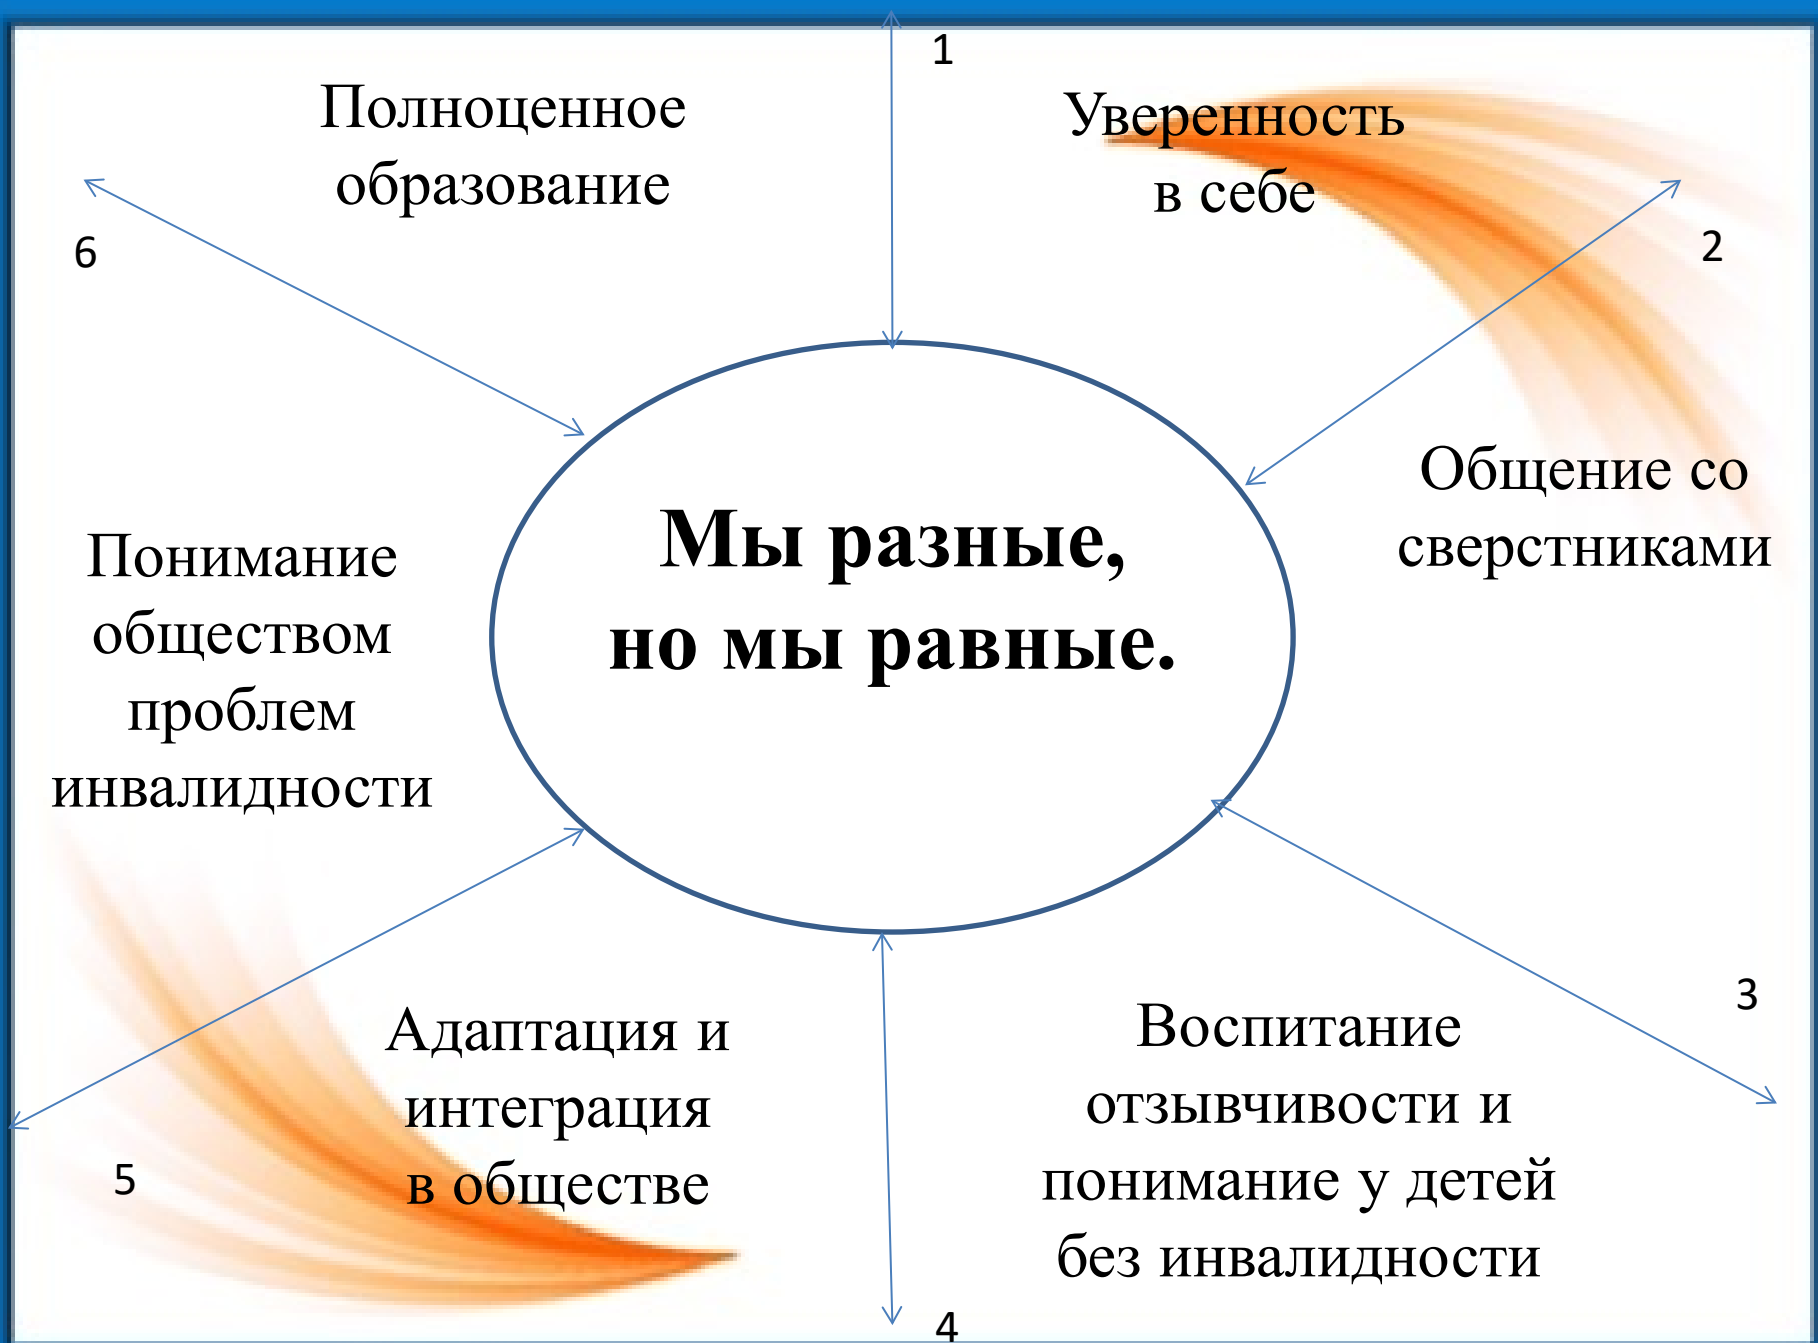 1
Полноценное
образование
Уверенность
в себе
6
2
Мы разные,
но мы равные.
Общение со
сверстниками
Понимание
обществом
проблем
инвалидности
3
Адаптация и
интеграция
в обществе
5
Воспитание
отзывчивости и
понимание у детей
без инвалидности
4